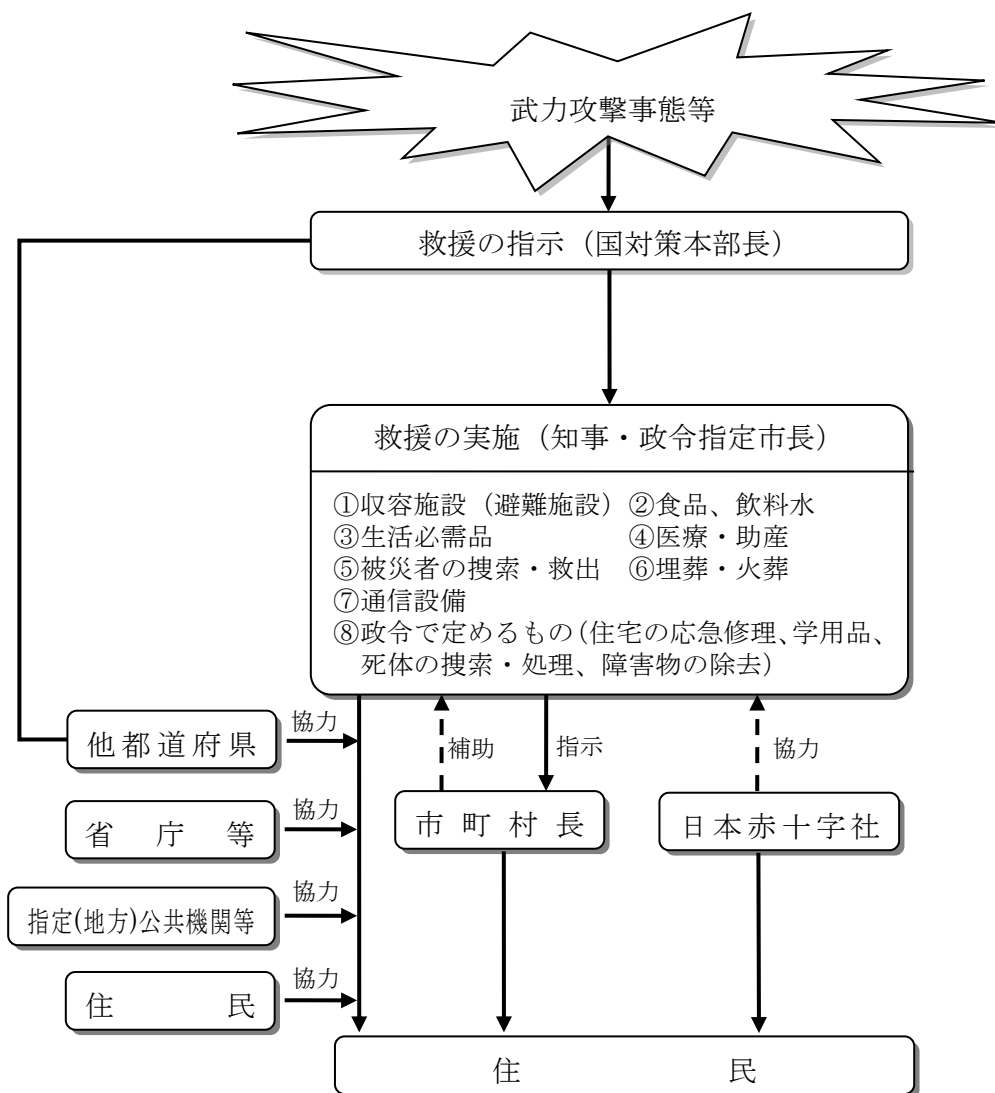 武力攻撃事態等
救援の指示（国対策本部長）
救援の実施（知事・政令指定市長）
①収容施設（避難施設）②食品、飲料水
③生活必需品 ④医療・助産
⑤被災者の捜索・救出 ⑥埋葬・火葬
⑦通信設備
⑧政令で定めるもの（住宅の応急修理、学用品、
死体の捜索・処理、障害物の除去）
他都道府県
協力
補助
指示
協力
省庁等
協力
市町村長
日本赤十字社
指定(地方)公共機関等
協力
住民
協力
住民